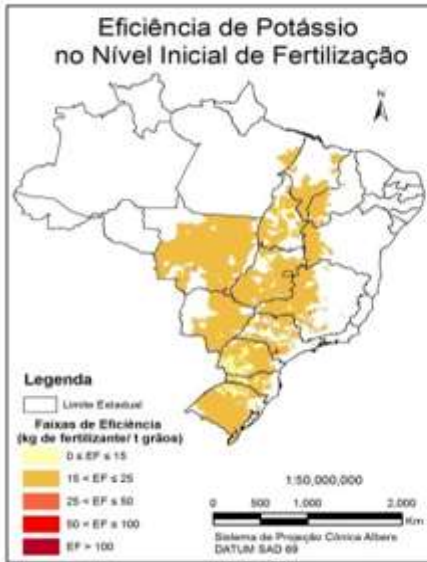 Eficiência de Potássio
no Nível Inicial de Fertilização
N
Legenda
Limite Estadual
Faixas de Eficiência
(kg de fertilizante/ t grãos)
0 ≤ EF ≤ 15
15 < EF ≤ 25
25 < EF ≤ 50
50 < EF ≤ 100
EF > 100
1:50,000,000
0 500 1.000 2.000
Km
Sistema de Projeção Cônica Albers
DATUM SAD 69